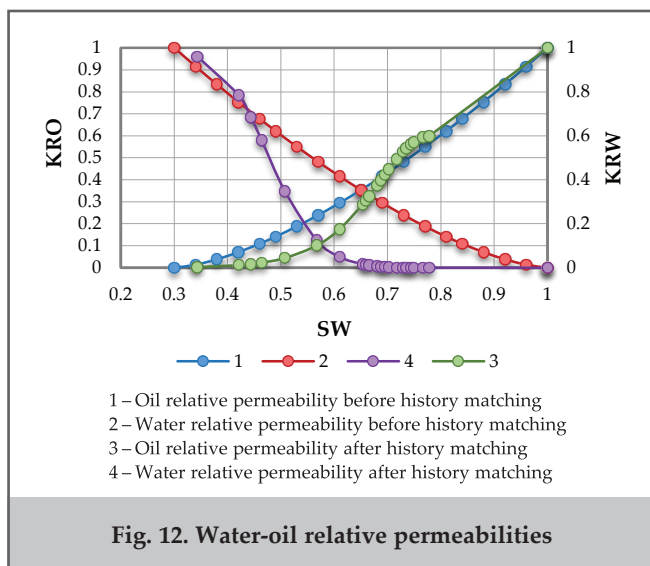 1 1
0.9
0.8 0.8
0.7
0.6 0.6
0.5
0.4 0.4
0.3
0.2 0.2
0.1
0 0
KRO
KRW
0.2 0.3 0.4 0.5 0.6 0.7 0.8 0.9 1
SW
1 2 4 3
1 – Oil relative permeability before history matching
2 – Water relative permeability before history matching
3 – Oil relative permeability after history matching
4 – Water relative permeability after history matching
Fig. 12. Water-oil relative permeabilities